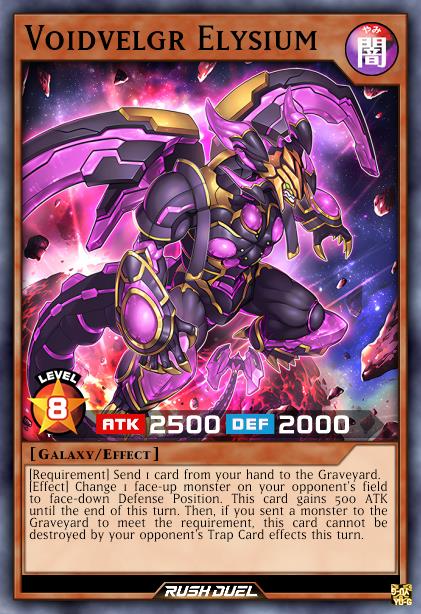 Voidvelgr Elysium
やみ
闇
LEVEL
8
ATK 2500 DEF 2000
[Galaxy/Effect]
[Requirement] Send 1 card from your hand to the Graveyard.
[Effect] Change 1 face-up monster on your opponent's field
to face-down Defense Position. This card gains 500 ATK
until the end of this turn. Then, if you sent a monster to the
Graveyard to meet the requirement, this card cannot be
destroyed by your opponent's Trap Card effects this turn.
RUSH DUEL